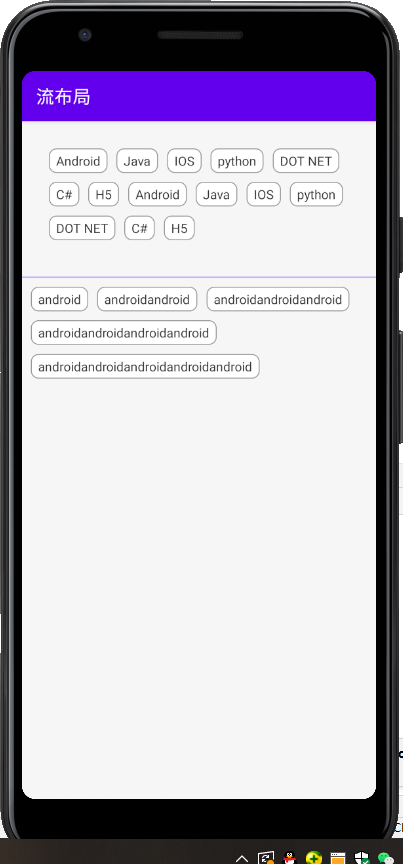 流布局
Android Java IOS python DOT NET
C# H5 Android Java IOS python
DOT NET C# H5
android androidandroid androidandroidandroid
androidandroidandroidandroid
androidandroidandroidandroidandroid